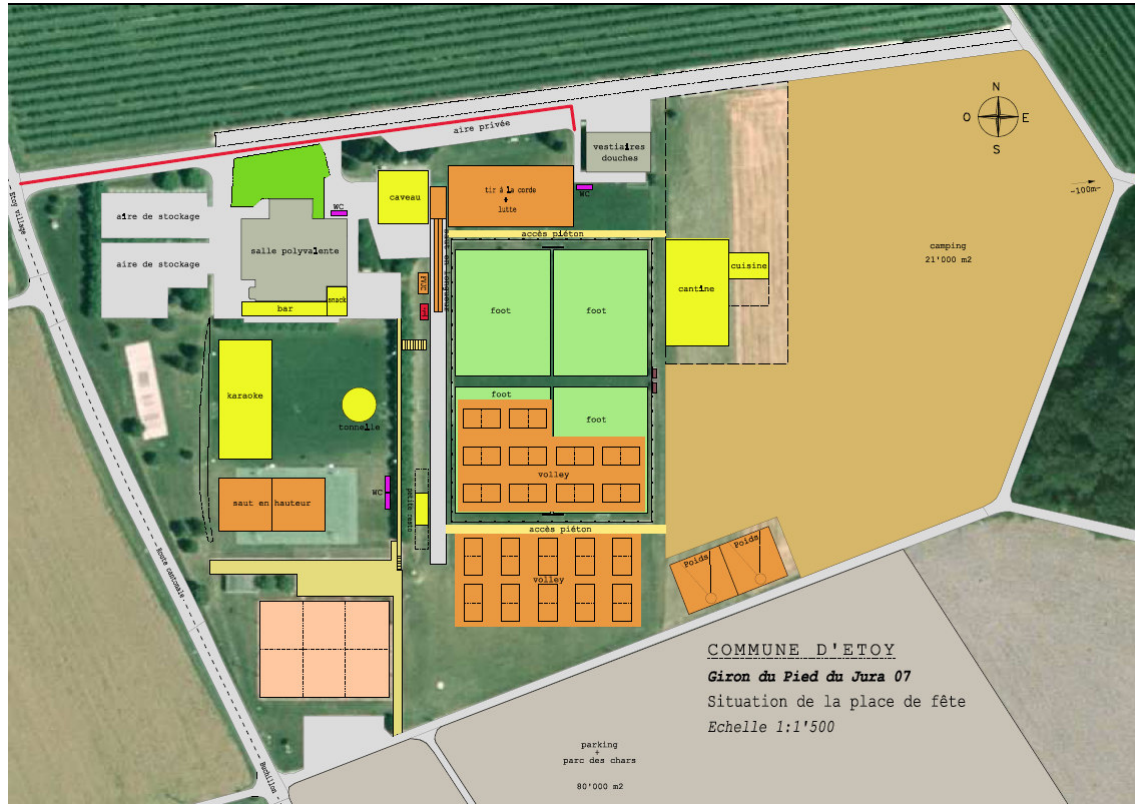 N
O E
S
aire privée
vestiaires
douches
WC
tir à la corde
+
lutte
caveau
Etoy village
aire de stockage
WC
-100m-
accès piéton
salle polyvalente
camping
21'000 m2
aire de stockage
cuisine
cantine
snack
bar
foot
foot
karaoke
foot
foot
tonnelle
volley
WC
saut en hauteur
accès piéton
Poids
Poids
Route cantonale
volley
COMMUNE D'ETOY
Giron du Pied du Jura 07
Situation de la place de fête
Echelle 1:1'500
parking
+
parc des chars
80'000 m2
Buchillon